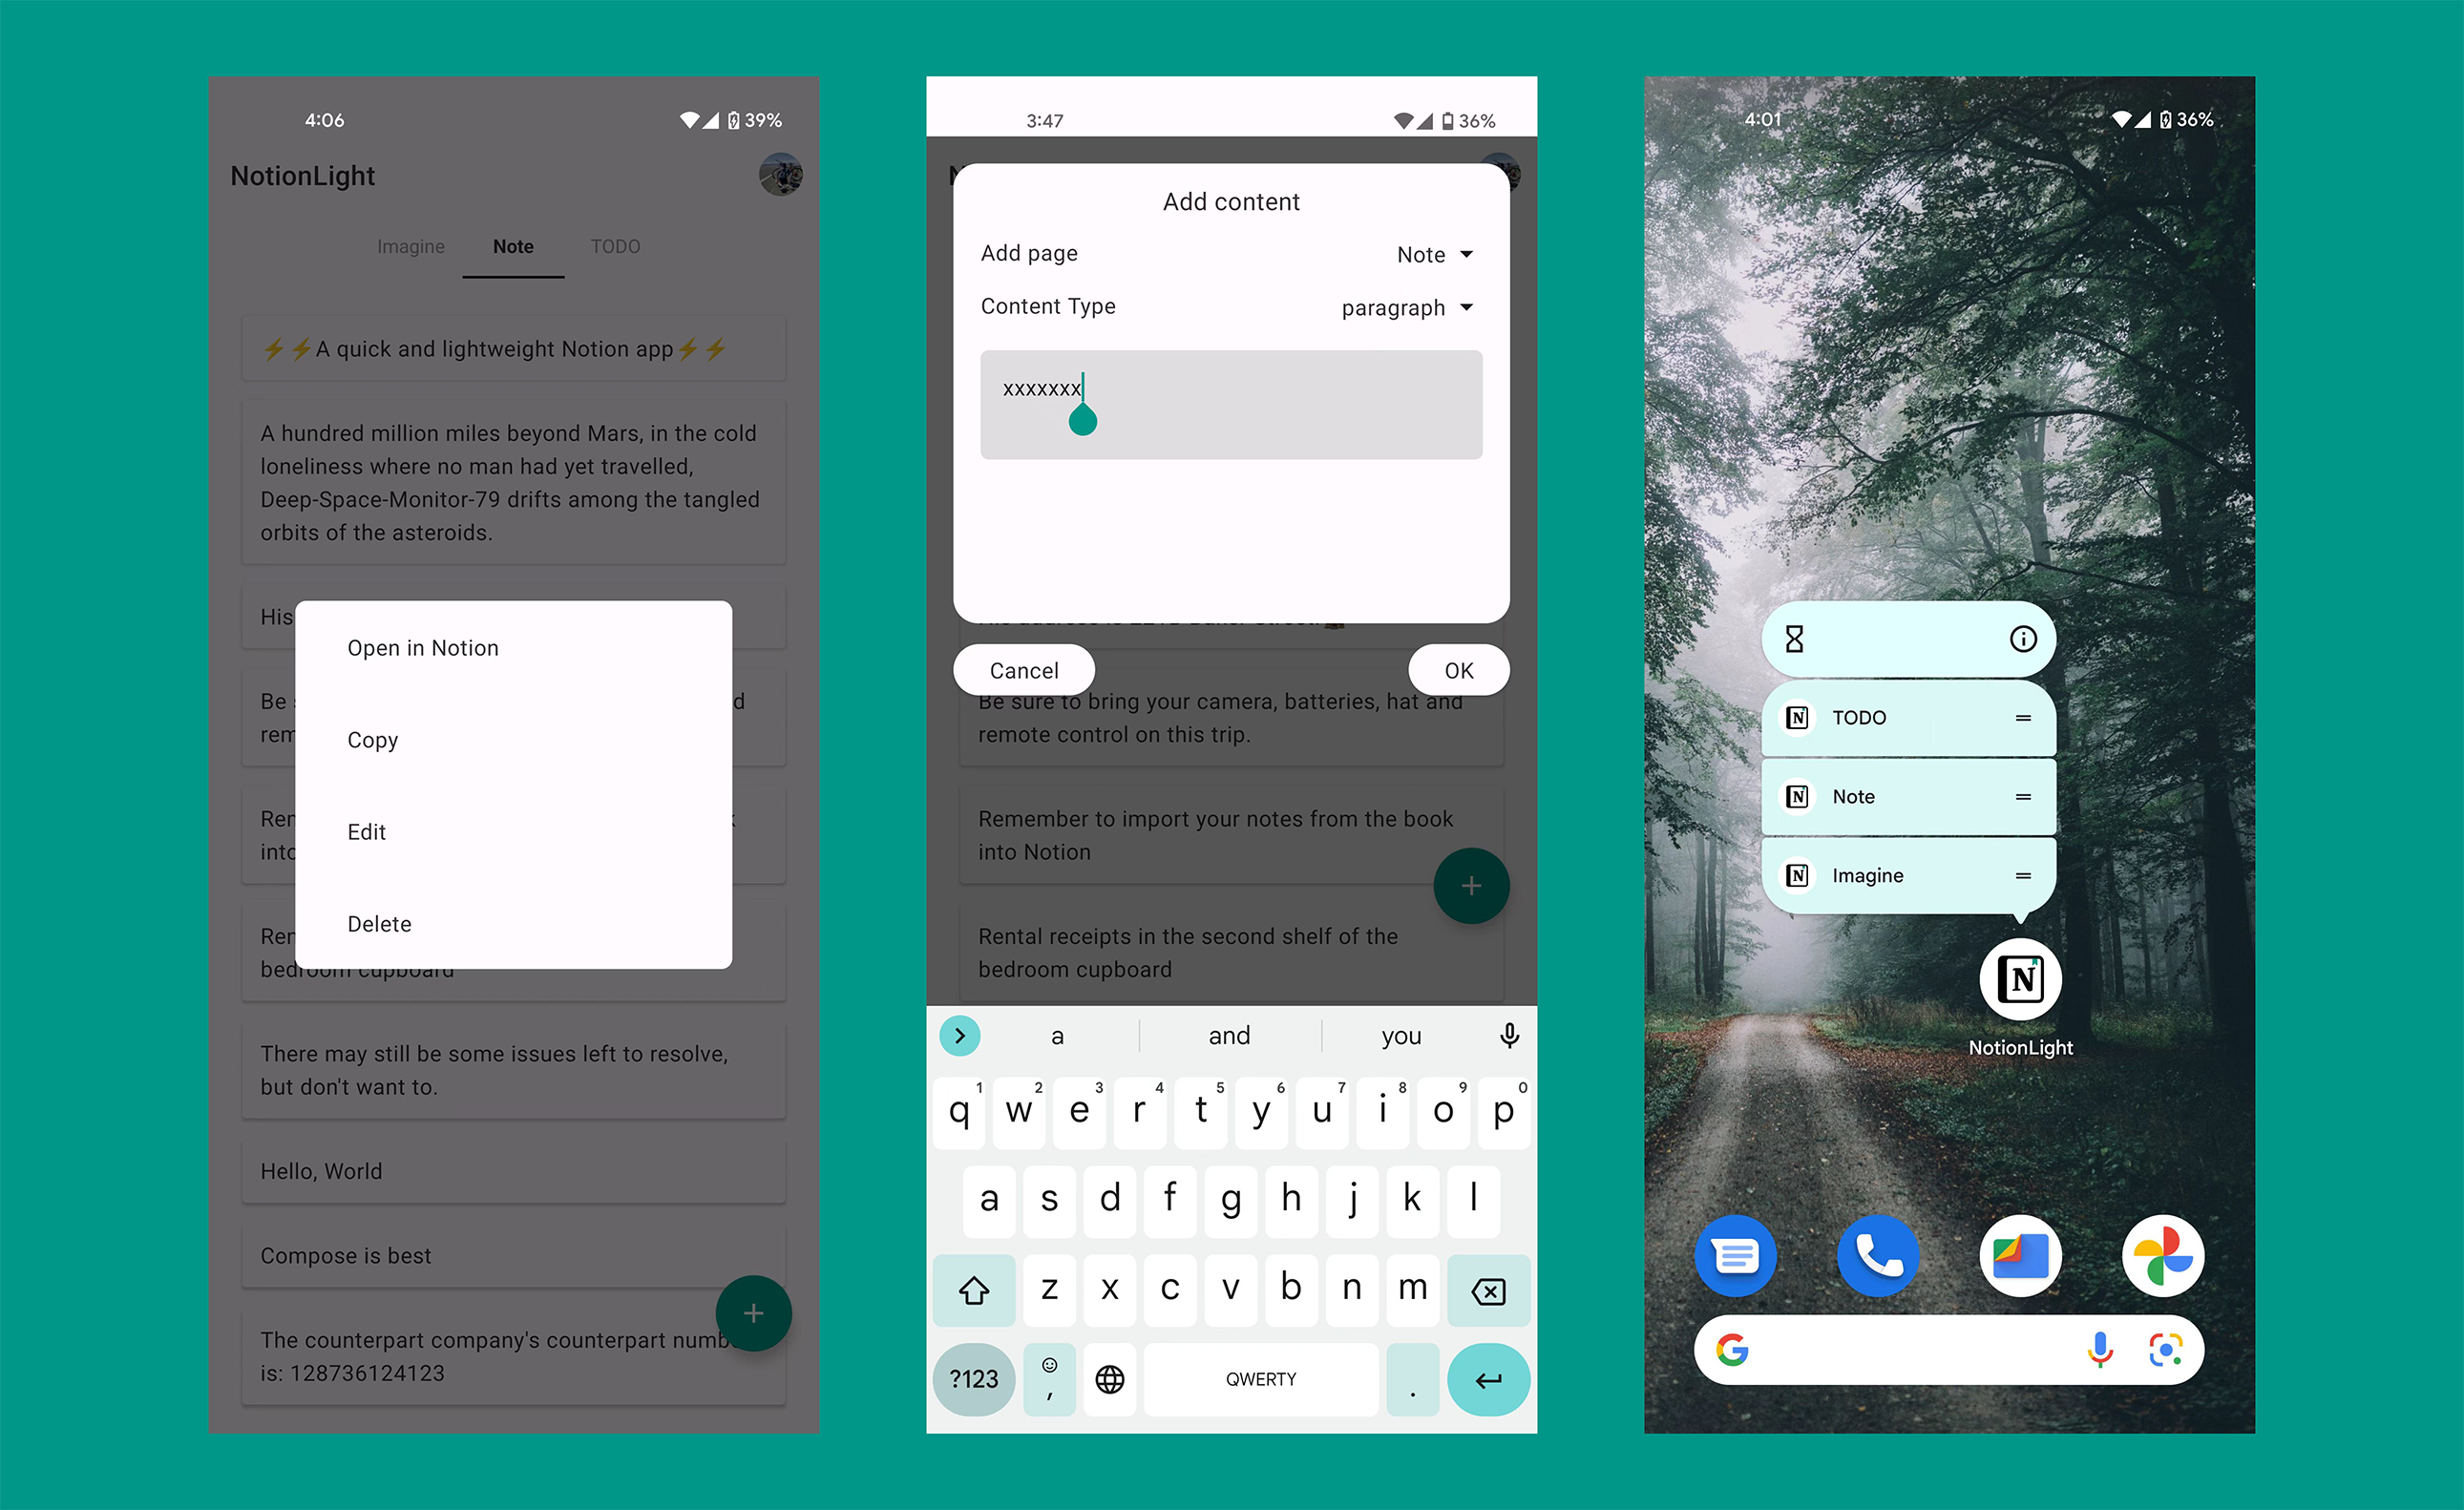 4:06
39%
NotionLight
Imagine
Note
TODO
⚡⚡A quick and lightweight Notion app⚡⚡
A hundred million miles beyond Mars, in the cold
loneliness where no man had yet travelled,
Deep-Space-Monitor-79 drifts among the tangled
orbits of the asteroids.
His
Open in Notion
Be
d
rem
Copy
Ren
into
Edit
Ren
Delete
bedroom cupboard
There may still be some issues left to resolve,
but don't want to.
Hello, World
Compose is best
+
The counterpart company's counterpart numb
is: 128736124123
3:47
36%
N
Add content
Add page
Note
Content Type
paragraph
xxxxxxx
Cancel
OK
Be sure to bring your camera, batteries, hat and
remote control on this trip.
Remember to import your notes from the book
into Notion
+
Rental receipts in the second shelf of the
bedroom cupboard
a and you
1 2 3 4 5 6 7 8 9 0
q w e r t y u i o p
a s d f g h j k l
z x c v b n m
?123 , QWERTY .
4:01
36%
N TODO
N Note
N Imagine
N
NotionLight
G